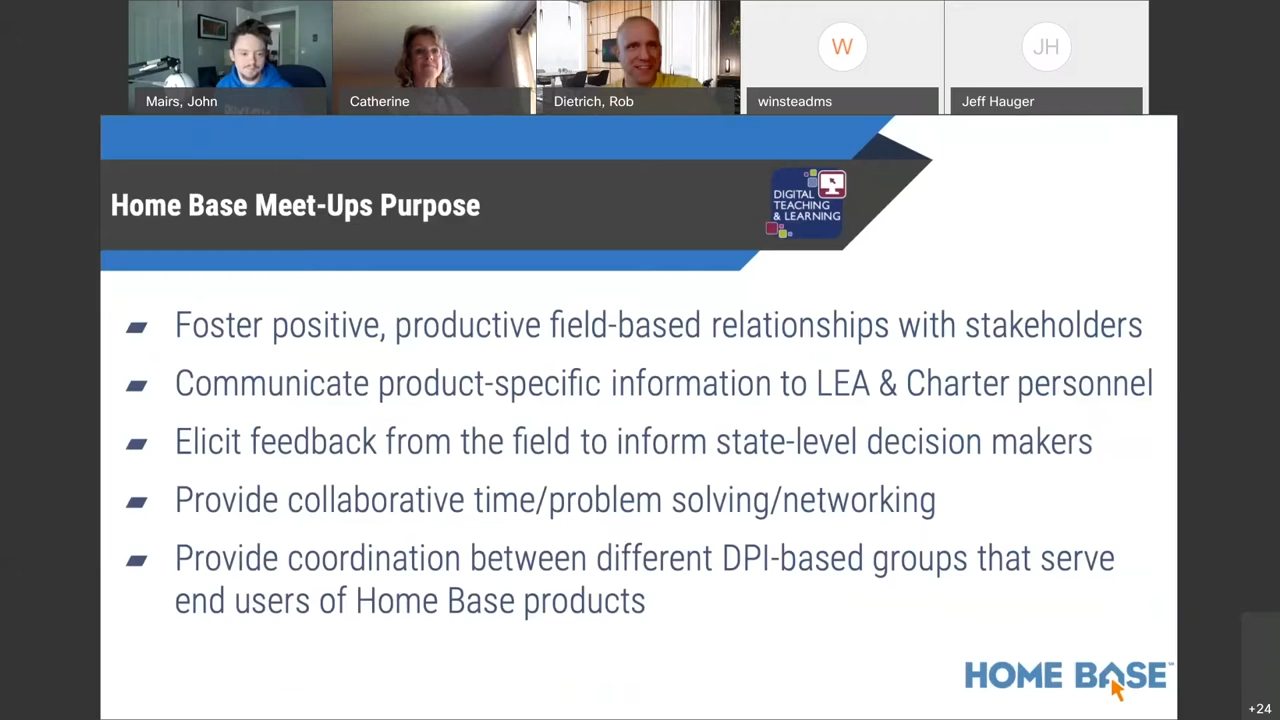 W
JH
Mairs, John
Catherine
Dietrich, Rob
winsteadms
Jeff Hauger
Home Base Meet-Ups Purpose
DIGITAL
TEACHING
& LEARNING
Foster positive, productive field-based relationships with stakeholders
Communicate product-specific information to LEA & Charter personnel
Elicit feedback from the field to inform state-level decision makers
Provide collaborative time/problem solving/networking
Provide coordination between different DPI-based groups that serve
end users of Home Base products
HOME BASE
+24